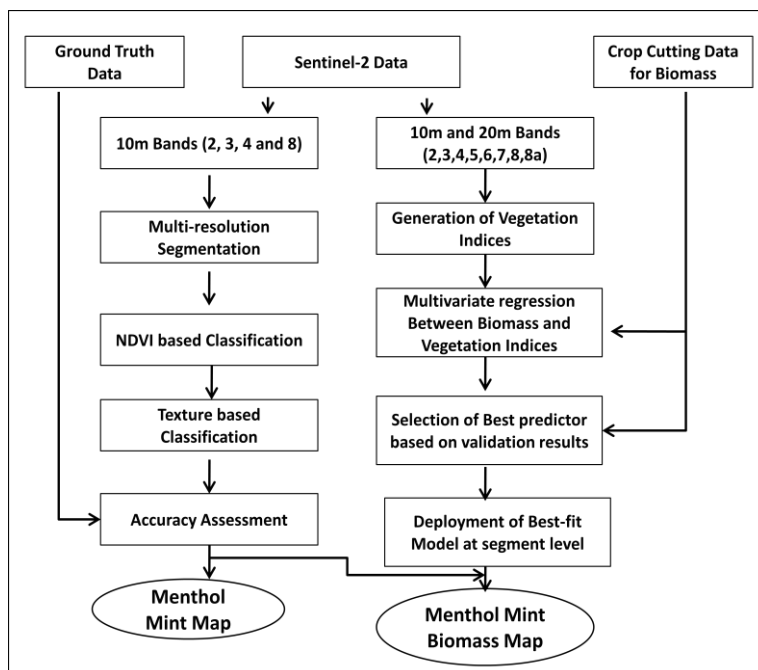 Ground Truth
Data
Sentinel-2 Data
Crop Cutting Data
for Biomass
10m Bands (2, 3, 4 and 8)
10m and 20m Bands
(2,3,4,5,6,7,8,8a)
Multi-resolution
Segmentation
Generation of Vegetation
Indices
NDVI based Classification
Multivariate regression
Between Biomass and
Vegetation Indices
Texture based
Classification
Selection of Best predictor
based on validation results
Accuracy Assessment
Deployment of Best-fit
Model at segment level
Menthol
Mint Map
Menthol Mint
Biomass Map